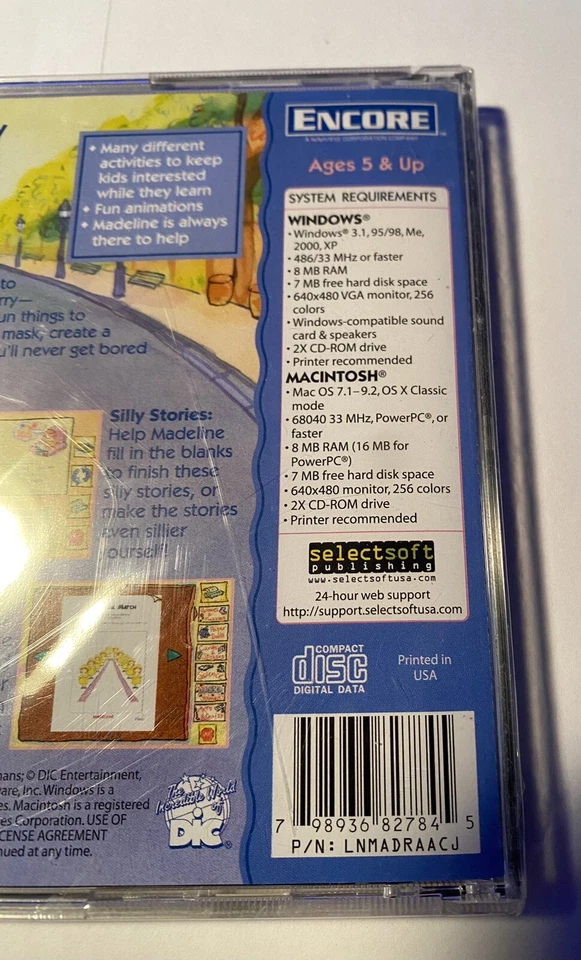 • Many different
activities to keep
kids interested
while they learn
• Fun animations
• Madeline is always
there to help
to
rry—
un things to
mask, create a
u'll never get bored
Silly Stories:
Help Madeline
fill in the blanks
to finish these
silly stories, or
make the stories
even sillier
yourself!
ENCORE
A NAVARRE CORPORATION COMPANY
Ages 5 & Up
SYSTEM REQUIREMENTS
WINDOWS®
• Windows® 3.1, 95/98, Me,
2000, XP
• 486/33 MHz or faster
• 8 MB RAM
• 7 MB free hard disk space
• 640x480 VGA monitor, 256
colors
• Windows-compatible sound
card & speakers
• 2X CD-ROM drive
• Printer recommended
MACINTOSH®
• Mac OS 7.1–9.2, OS X Classic
mode
• 68040 33 MHz, PowerPC®, or
faster
• 8 MB RAM (16 MB for
PowerPC®)
• 7 MB free hard disk space
• 640x480 monitor, 256 colors
• 2X CD-ROM drive
• Printer recommended
selectsoft
publishing
www.selectsoftusa.com
24-hour web support
http://support.selectsoftusa.com
COMPACT
disc
DIGITAL DATA
Printed in
USA
mans; © DIC Entertainment,
ware, Inc. Windows is a
es. Macintosh is a registered
es Corporation. USE OF
ICENSE AGREEMENT
nued at any time.
The
Incredible World
of
DIC®
7 98936 82784 5
P/N: LNMADRAACJ